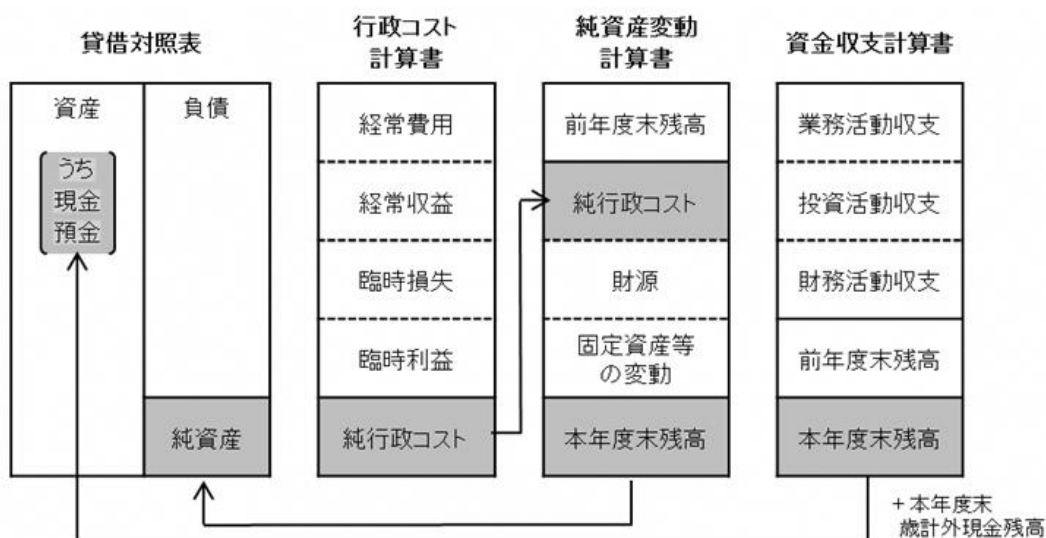 貸借対照表
資産
うち
現金
預金
負債
純資産
行政コスト
計算書
経常費用
経常収益
臨時損失
臨時利益
純行政コスト
純資産変動
計算書
前年度末残高
純行政コスト
財源
固定資産等
の変動
本年度末残高
資金収支計算書
業務活動収支
投資活動収支
財務活動収支
前年度末残高
本年度末残高
+本年度末
歳計外現金残高